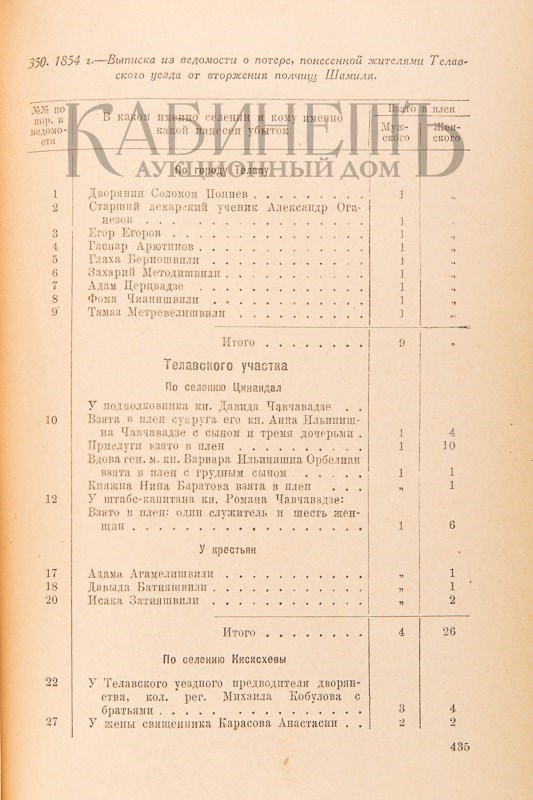 350. 1854 г.—Выписка из ведомости о потере, понесенной жителями Телав-
ского уезда от вторжения полчищ Шамиля.
№№ по
пор. в
ведомо-
сти
В каком именно селении и кому именно
какой нанесен убыток
Взято в плен
Муж-
ского
Жен-
ского
КАБИНЕТЪ
АУКЦИОННЫЙ ДОМ
По городу Телаву
1 Дворянин Соломон Пониев . . . . . . . . 1 „
2 Старший лекарский ученик Александр Ога-
незов . . . . . . . . . . . . . 1 „
3 Егор Егоров . . . . . . . . . . . . 1 „
4 Гаспар Арютинов . . . . . . . . . . 1 „
5 Глаха Бериошвили . . . . . . . . . . 1 „
6 Захарий Методишвили . . . . . . . . . 1 „
7 Адам Церцвадзе . . . . . . . . . . 1 „
8 Фома Чианишвили . . . . . . . . . . 1 „
9 Тамаз Метревелишвили . . . . . . . . . 1 „
Итого . . . . . . . . 9 „
Телавского участка
По селению Цинандал
У подполковника кн. Давида Чавчавадзе . .
10 Взята в плен супруга его кн. Анна Ильиниш-
на Чавчавадзе с сыном и тремя дочерьми . 1 4
Прислуги взято в плен . . . . . . . . 1 10
Вдова ген. м. кн. Варвара Ильинишна Орбелиан
взята в плен с грудным сыном . . . . 1 1
Княжна Нина Баратова взята в плен . . . „ 1
12 У штабс-капитана кн. Романа Чавчавадзе:
Взято в плен: один служитель и шесть жен-
щин . . . . . . . . . . . . . . 1 6
У крестьян
17 Адама Агамелишвили . . . . . . . . . „ 1
18 Давыда Батиашвили . . . . . . . . . „ 1
20 Исака Затиашвили . . . . . . . . . . „ 2
Итого . . . . . . . . 4 26
По селению Кисисхевы
22 У Телавского уездного предводителя дворян-
ства, кол. рег. Михаила Кобулова с
братьями . . . . . . . . . . . . . 3 4
27 У жены священника Карасова Анастасии . . 2 2
435